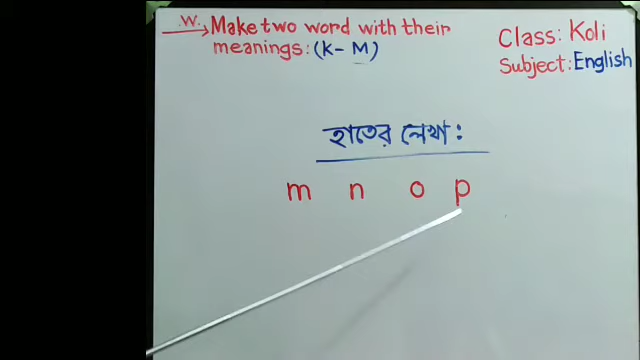 W. Make two word with their
meanings: (K- M)
Class: Koli
Subject: English
হাতের লেখা :
m n o p